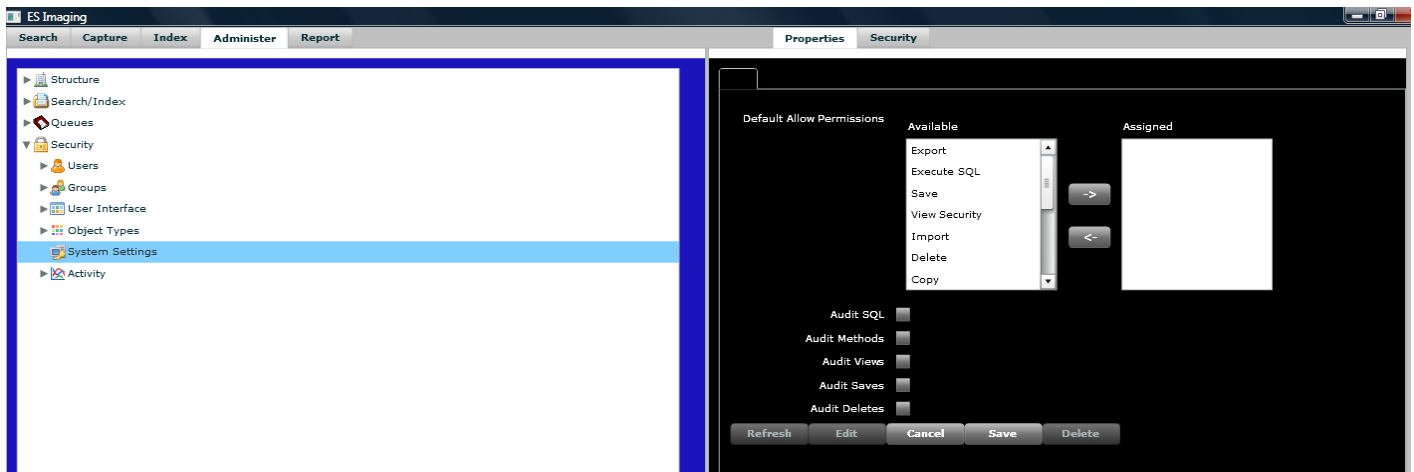 ES Imaging
Search Capture Index Administer Report
Properties Security
Structure
Search/Index
Queues
Security
Users
Groups
User Interface
Object Types
System Settings
Activity
Default Allow Permissions
Available
Assigned
Export
Execute SQL
Save
View Security
Import
Delete
Copy
->
<-
Audit SQL
Audit Methods
Audit Views
Audit Saves
Audit Deletes
Refresh Edit Cancel Save Delete